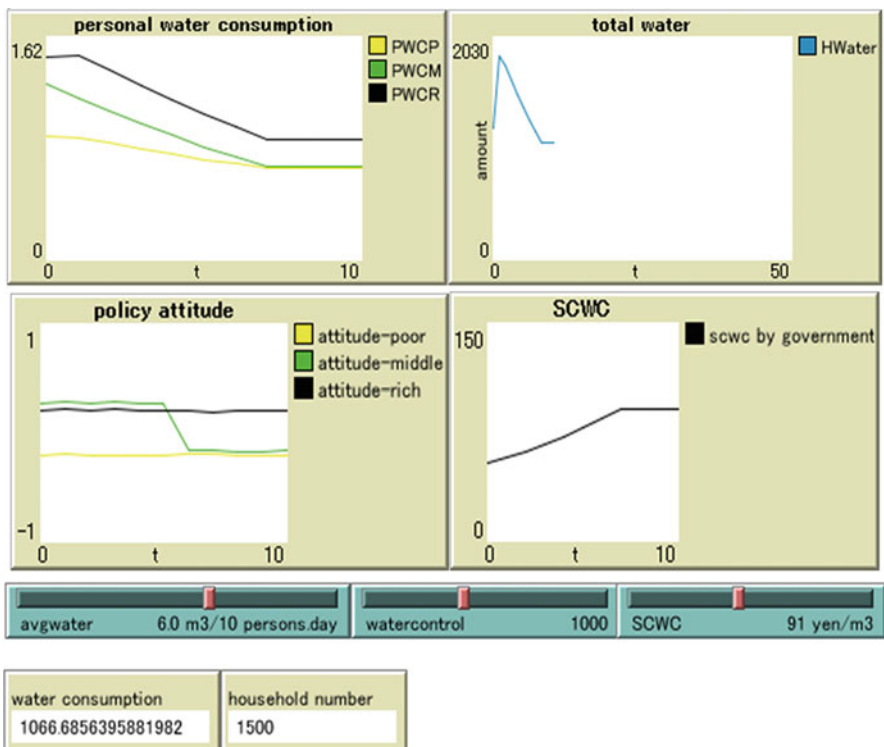 personal water consumption
1.62
0
0 t 10
PWCP
PWCM
PWCR
total water
2030
amount
0
0 t 50
HWater
policy attitude
1
-1
0 t 10
attitude-poor
attitude-middle
attitude-rich
SCWC
150
0
0 t 10
scwc by government
avgwater 6.0 m3/10 persons.day
watercontrol 1000
SCWC 91 yen/m3
water consumption
1066.6856395881982
household number
1500